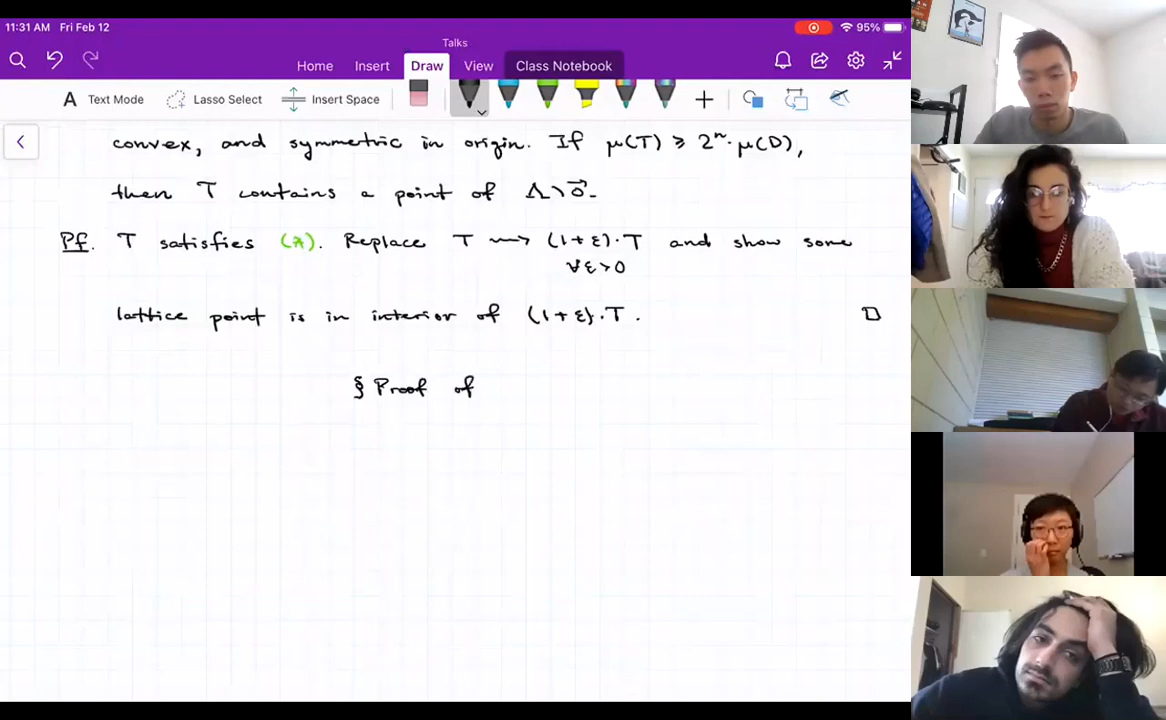 11:31 AM Fri Feb 12
95%
Talks
Home Insert Draw View Class Notebook
Text Mode Lasso Select Insert Space
convex, and symmetric in origin. If μ(T) ≥ 2ⁿ·μ(D),
then T contains a point of Λ∖0⃗.
Pf. T satisfies (*). Replace T ⟿ (1+ε)·T and show some
∀ε>0
lattice point is in interior of (1+ε)·T. □
§ Proof of